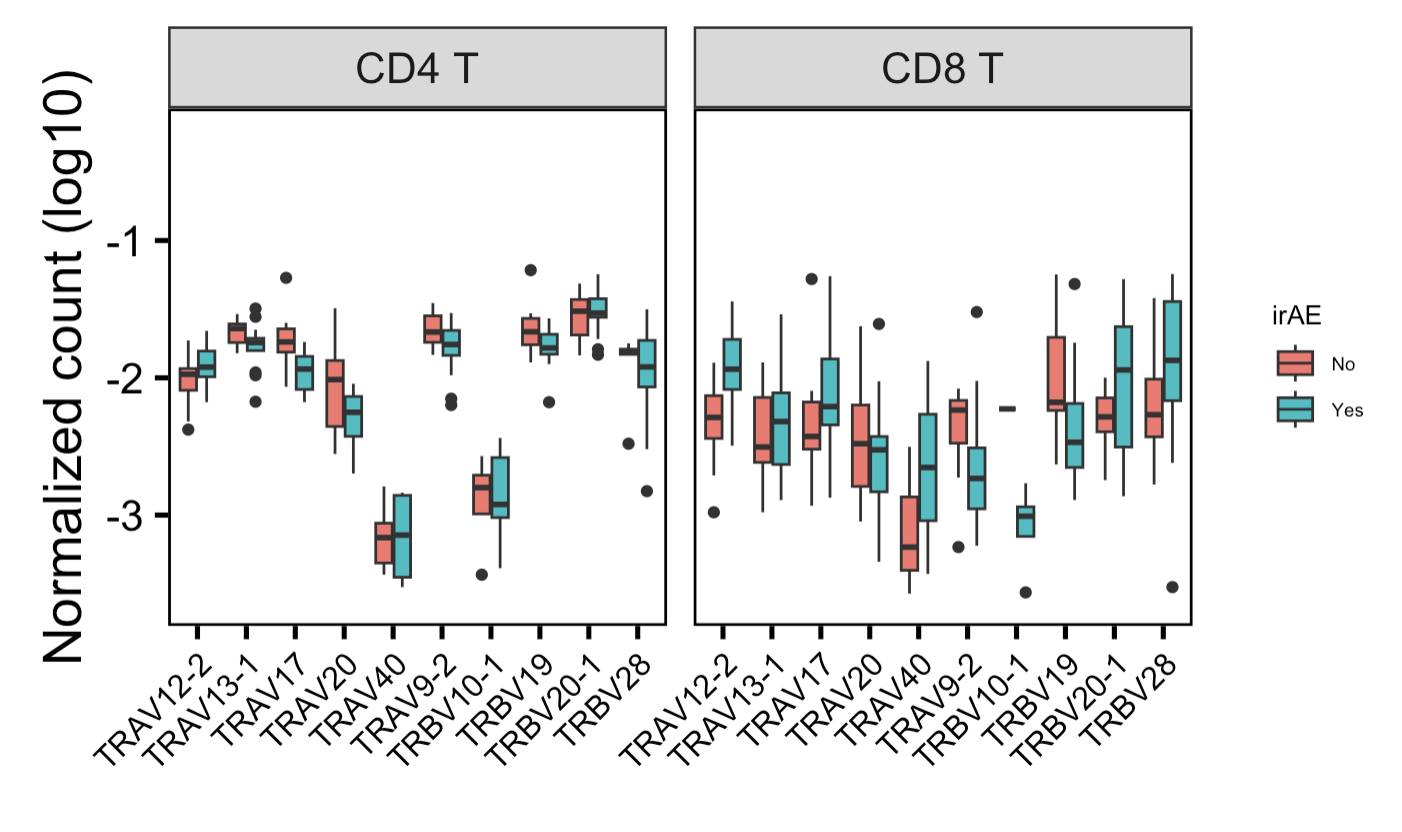 CD4 T
CD8 T
Normalized count (log10)
-1
-2
-3
TRAV12-2
TRAV13-1
TRAV17
TRAV20
TRAV40
TRAV9-2
TRBV10-1
TRBV19
TRBV20-1
TRBV28
TRAV12-2
TRAV13-1
TRAV17
TRAV20
TRAV40
TRAV9-2
TRBV10-1
TRBV19
TRBV20-1
TRBV28
irAE
No
Yes